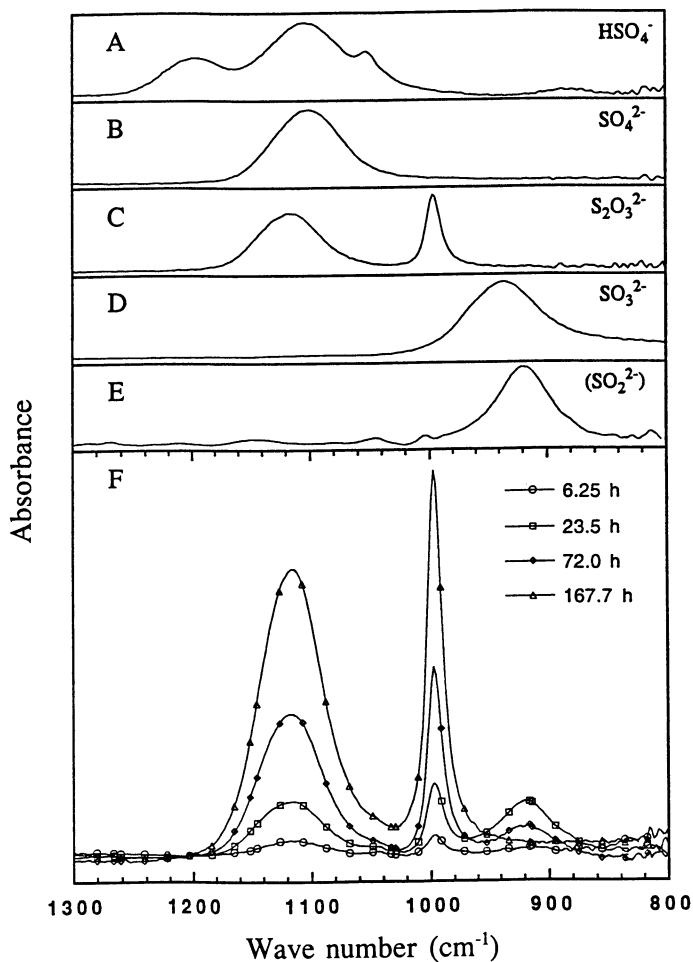 A HSO₄⁻
B SO₄²⁻
C S₂O₃²⁻
D SO₃²⁻
E (SO₂²⁻)
F
6.25 h
23.5 h
72.0 h
167.7 h
Absorbance
1300 1200 1100 1000 900 800
Wave number (cm⁻¹)